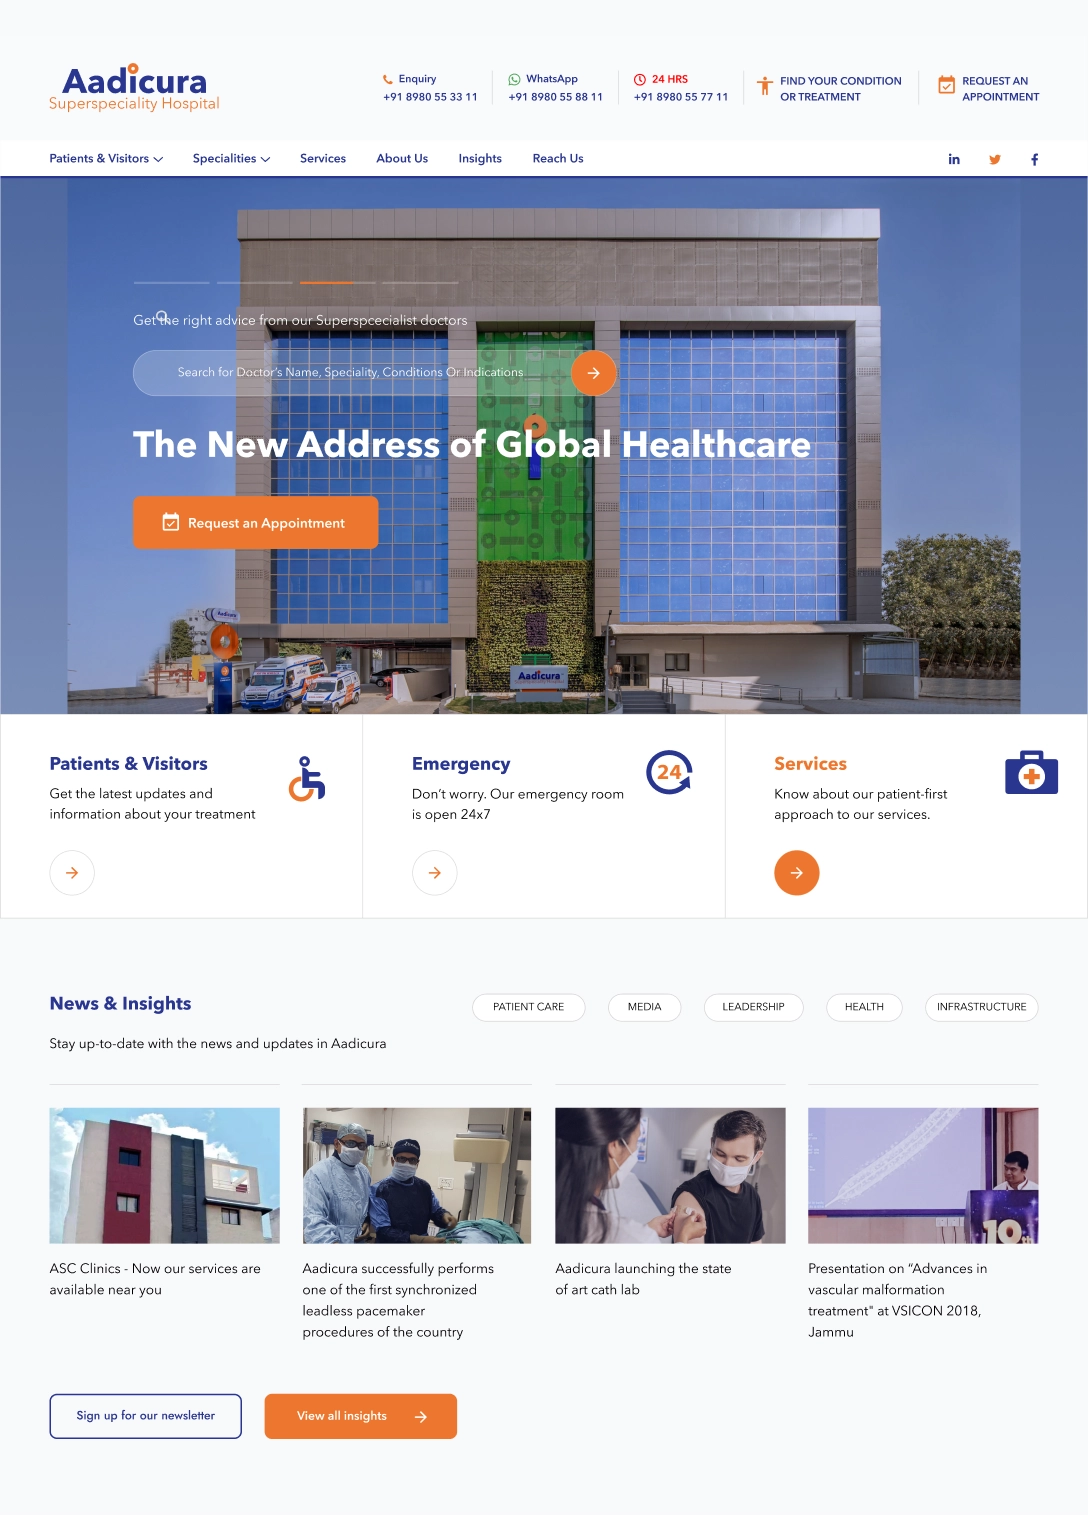 Aadicura
Superspeciality Hospital
Enquiry
+91 8980 55 33 11
WhatsApp
+91 8980 55 88 11
24 HRS
+91 8980 55 77 11
FIND YOUR CONDITION
OR TREATMENT
REQUEST AN
APPOINTMENT
Patients & Visitors
Specialities
Services
About Us
Insights
Reach Us
in
Get the right advice from our Superspcecialist doctors
Search for Doctor's Name, Speciality, Conditions Or Indications
The New Address of Global Healthcare
Request an Appointment
Aadicura
Aadicura
Patients & Visitors
Get the latest updates and
information about your treatment
Emergency
Don't worry. Our emergency room
is open 24x7
24
Services
Know about our patient-first
approach to our services.
News & Insights
PATIENT CARE
MEDIA
LEADERSHIP
HEALTH
INFRASTRUCTURE
Stay up-to-date with the news and updates in Aadicura
10th
ASC Clinics - Now our services are
available near you
Aadicura successfully performs
one of the first synchronized
leadless pacemaker
procedures of the country
Aadicura launching the state
of art cath lab
Presentation on “Advances in
vascular malformation
treatment" at VSICON 2018,
Jammu
Sign up for our newsletter
View all insights